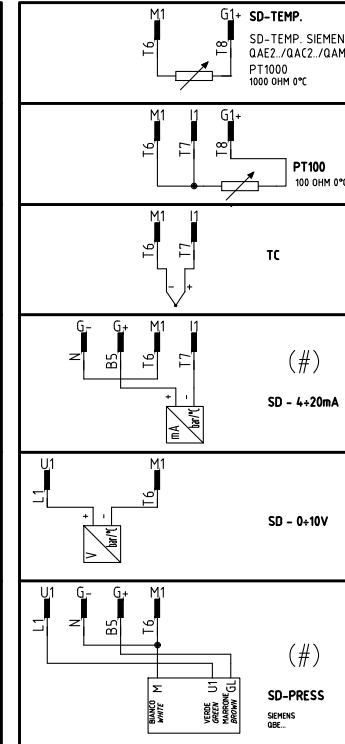 M1 G1+ SD-TEMP.
T6 T8
SD-TEMP. SIEMEN
QAE2../QAC2../QAM
PT1000
1000 OHM 0°C
M1 I1 G1+
T6 T7 T8
PT100
100 OHM 0°C
M1 I1
T6 T7
TC
- +
G- G+ M1 I1
N B5 T6 T7
(#)
+ -
mA bar/°C
SD - 4÷20mA
U1 M1
L1 T6
+ -
V bar/°C
SD - 0÷10V
U1 G- G+ M1
L1 N B5 T6
(#)
M U1 GL
BIANCO WHITE
VERDE GREEN
MARRONE BROWN
SD-PRESS
SIEMENS
QBE...